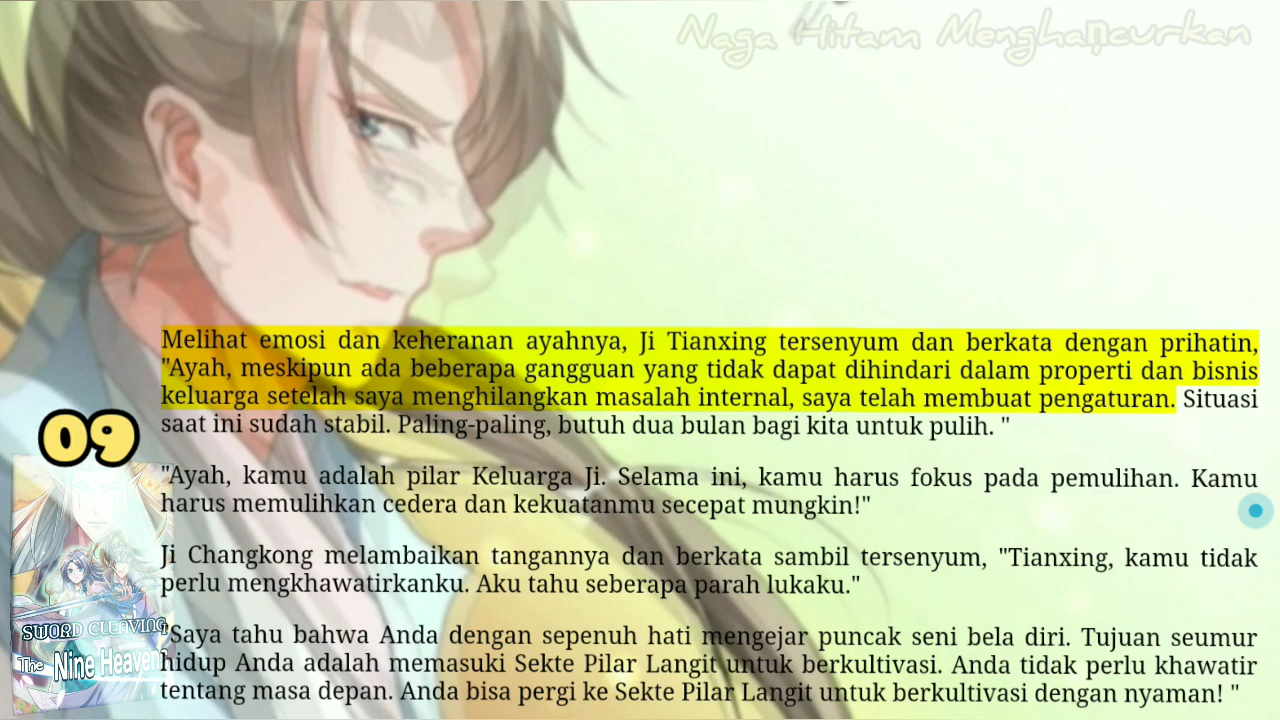 Naga Hitam Menghancurkan
Melihat emosi dan keheranan ayahnya, Ji Tianxing tersenyum dan berkata dengan prihatin,
"Ayah, meskipun ada beberapa gangguan yang tidak dapat dihindari dalam properti dan bisnis
keluarga setelah saya menghilangkan masalah internal, saya telah membuat pengaturan. Situasi
saat ini sudah stabil. Paling-paling, butuh dua bulan bagi kita untuk pulih. "
"Ayah, kamu adalah pilar Keluarga Ji. Selama ini, kamu harus fokus pada pemulihan. Kamu
harus memulihkan cedera dan kekuatanmu secepat mungkin!"
Ji Changkong melambaikan tangannya dan berkata sambil tersenyum, "Tianxing, kamu tidak
perlu mengkhawatirkanku. Aku tahu seberapa parah lukaku."
"Saya tahu bahwa Anda dengan sepenuh hati mengejar puncak seni bela diri. Tujuan seumur
hidup Anda adalah memasuki Sekte Pilar Langit untuk berkultivasi. Anda tidak perlu khawatir
tentang masa depan. Anda bisa pergi ke Sekte Pilar Langit untuk berkultivasi dengan nyaman! "
09
SWORD CLEAVING
The Nine Heavens